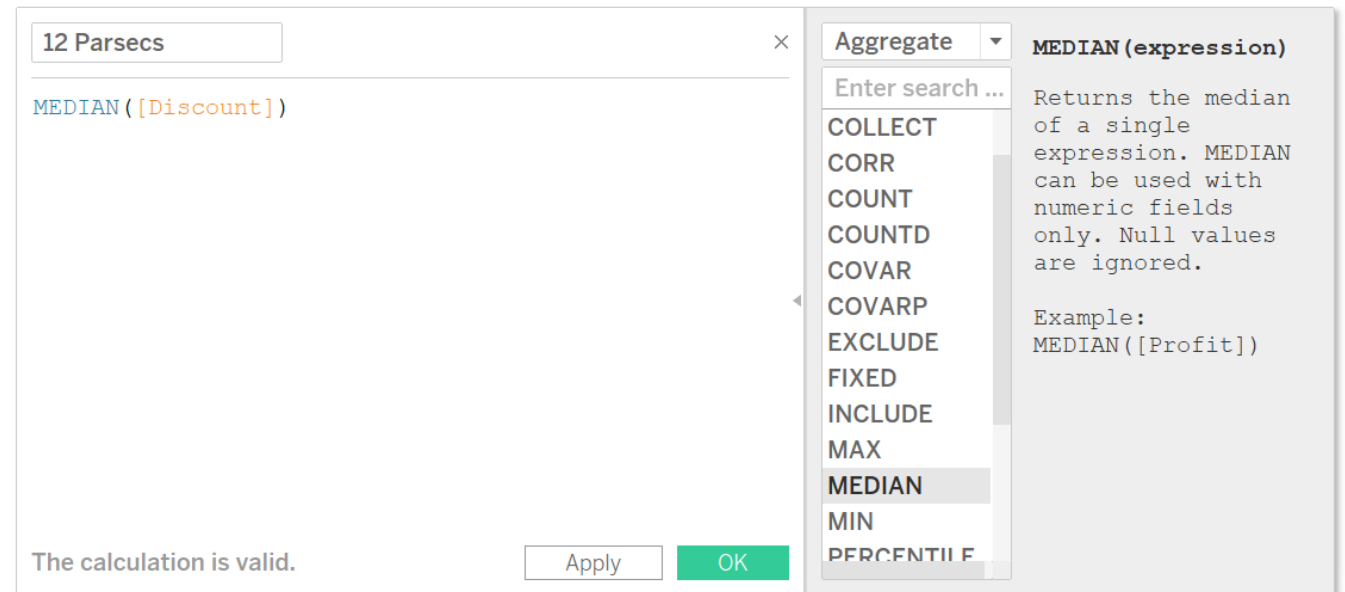 12 Parsecs
×
MEDIAN([Discount])
The calculation is valid.
Apply
OK
Aggregate
Enter search ...
COLLECT
CORR
COUNT
COUNTD
COVAR
COVARP
EXCLUDE
FIXED
INCLUDE
MAX
MEDIAN
MIN
PERCENTILE
MEDIAN(expression)
Returns the median
of a single
expression. MEDIAN
can be used with
numeric fields
only. Null values
are ignored.
Example:
MEDIAN([Profit])